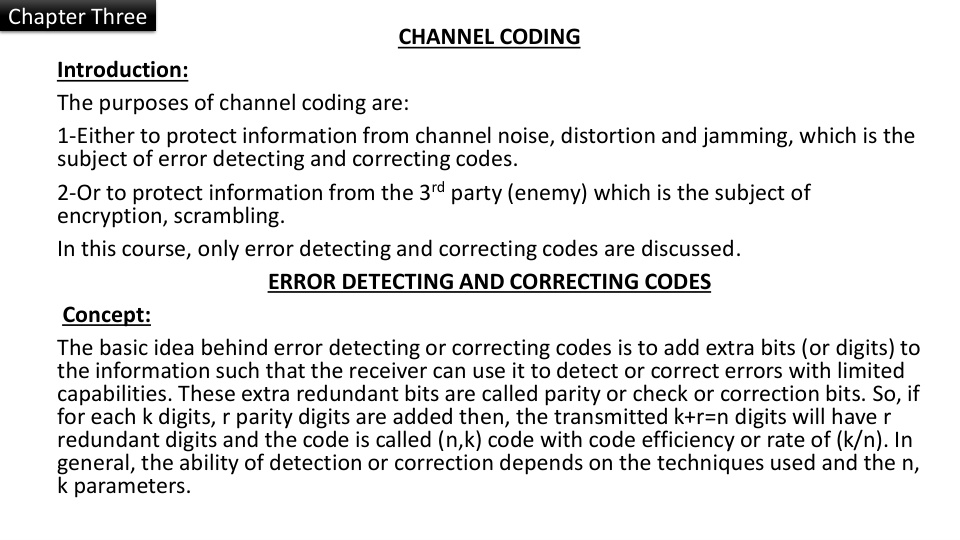 Chapter Three
CHANNEL CODING
Introduction:
The purposes of channel coding are:
1-Either to protect information from channel noise, distortion and jamming, which is the
subject of error detecting and correcting codes.
2-Or to protect information from the 3rd party (enemy) which is the subject of
encryption, scrambling.
In this course, only error detecting and correcting codes are discussed.
ERROR DETECTING AND CORRECTING CODES
Concept:
The basic idea behind error detecting or correcting codes is to add extra bits (or digits) to
the information such that the receiver can use it to detect or correct errors with limited
capabilities. These extra redundant bits are called parity or check or correction bits. So, if
for each k digits, r parity digits are added then, the transmitted k+r=n digits will have r
redundant digits and the code is called (n,k) code with code efficiency or rate of (k/n). In
general, the ability of detection or correction depends on the techniques used and the n,
k parameters.